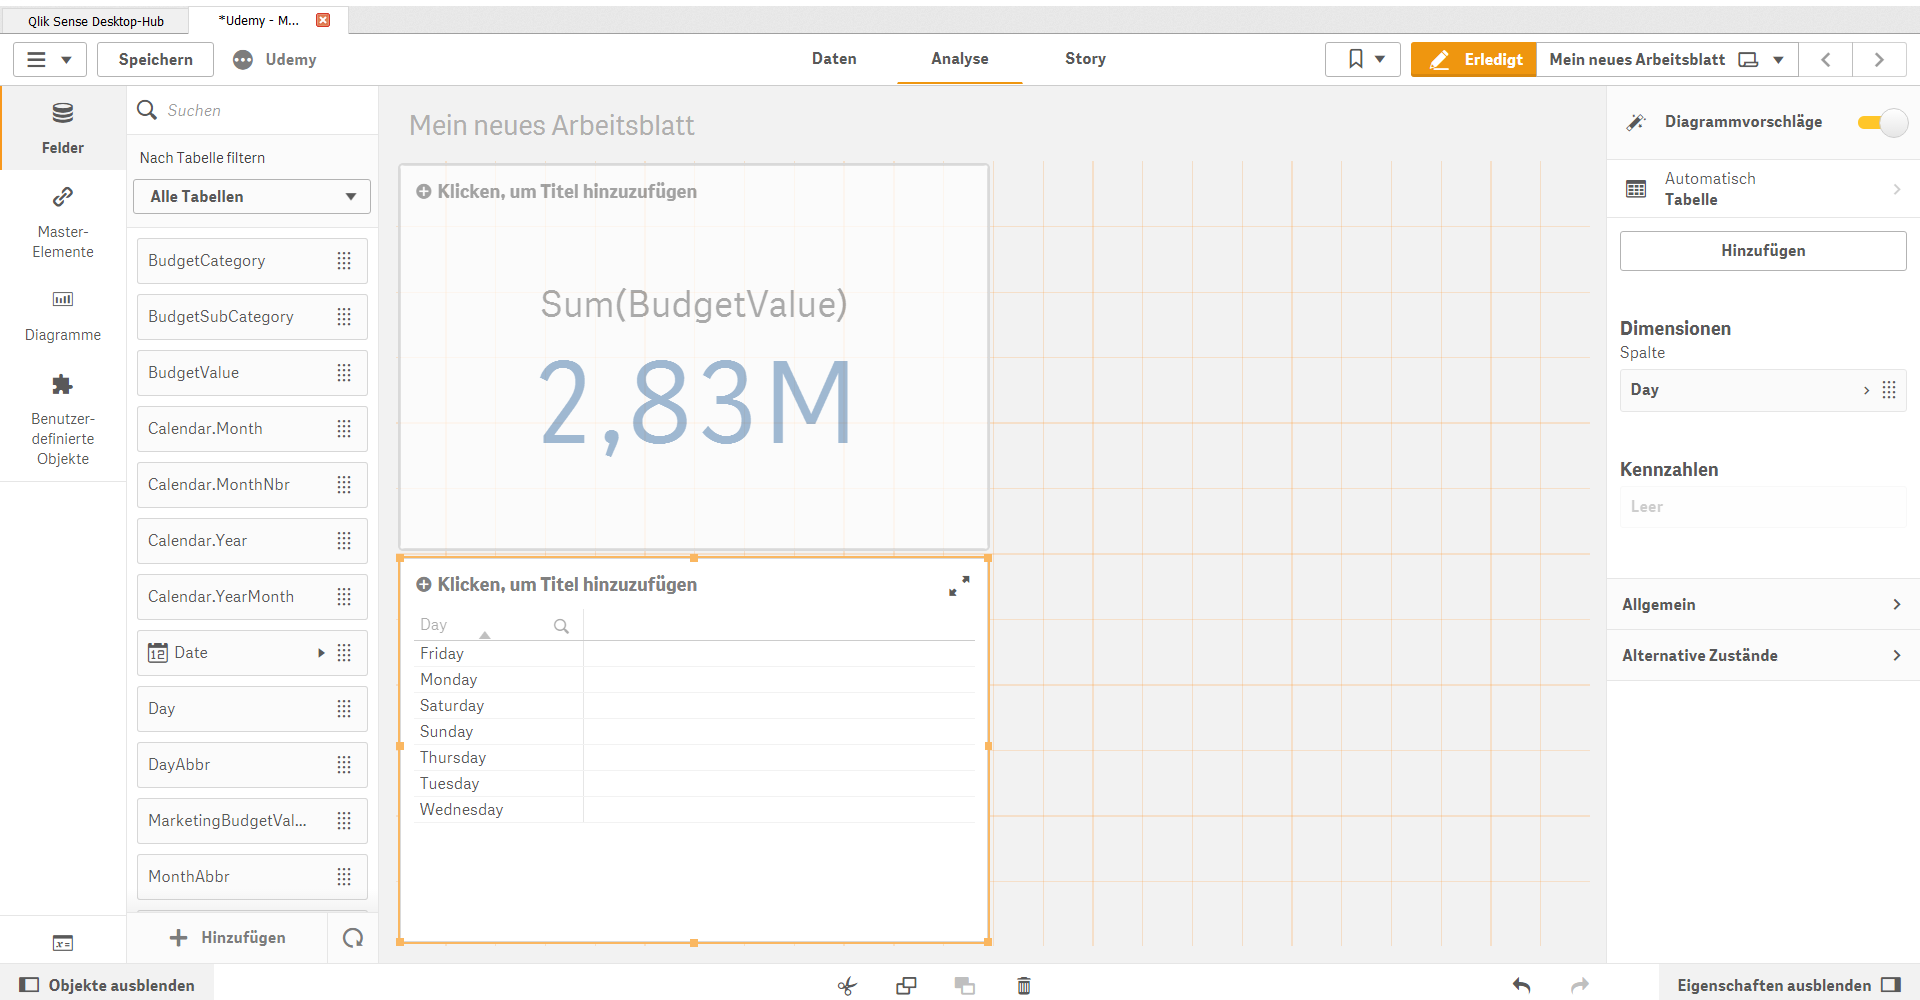 Qlik Sense Desktop-Hub
*Udemy - M...
Speichern
Udemy
Daten
Analyse
Story
Erledigt
Mein neues Arbeitsblatt
Felder
Master-
Elemente
Diagramme
Benutzer-
definierte
Objekte
Suchen
Nach Tabelle filtern
Alle Tabellen
BudgetCategory
BudgetSubCategory
BudgetValue
Calendar.Month
Calendar.MonthNbr
Calendar.Year
Calendar.YearMonth
12 Date
Day
DayAbbr
MarketingBudgetVal...
MonthAbbr
Hinzufügen
Mein neues Arbeitsblatt
Klicken, um Titel hinzuzufügen
Sum(BudgetValue)
2,83M
Klicken, um Titel hinzuzufügen
Day
Friday
Monday
Saturday
Sunday
Thursday
Tuesday
Wednesday
Diagrammvorschläge
Automatisch
Tabelle
Hinzufügen
Dimensionen
Spalte
Day
Kennzahlen
Leer
Allgemein
Alternative Zustände
x=
Objekte ausblenden
Eigenschaften ausblenden